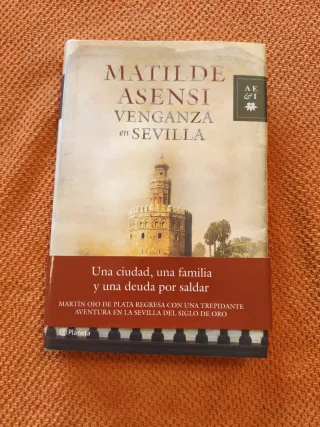 MATILDE
ASENSI
VENGANZA
en SEVILLA
A E
& I
Una ciudad, una familia
y una deuda por saldar
MARTÍN OJO DE PLATA REGRESA CON UNA TREPIDANTE
AVENTURA EN LA SEVILLA DEL SIGLO DE ORO
Planeta